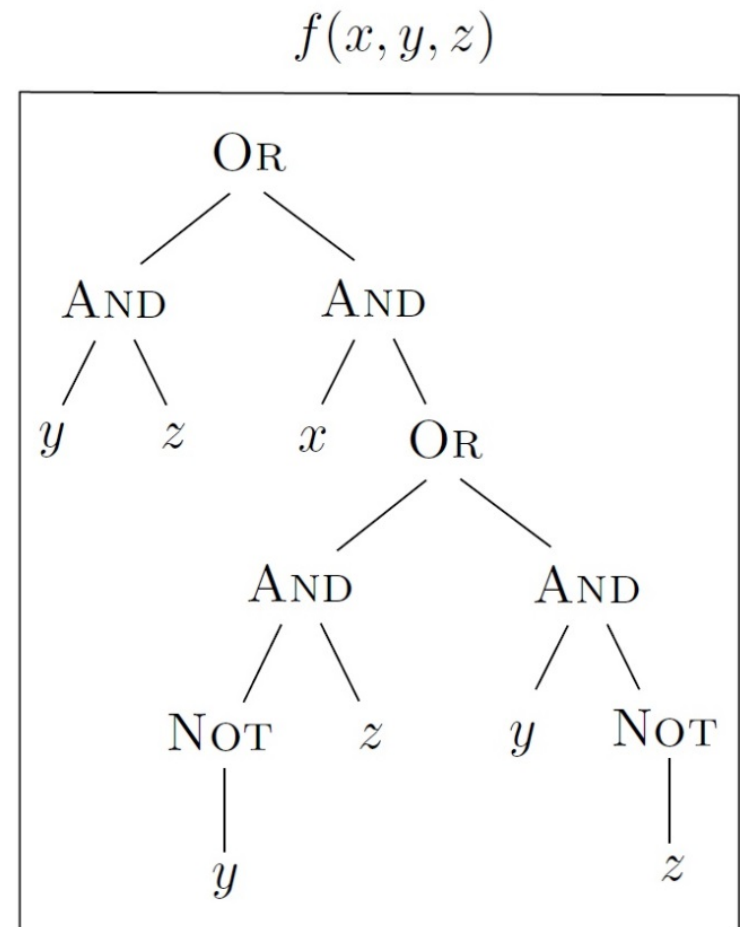 f(x, y, z)
OR
AND AND
y z x OR
AND AND
NOT z y NOT
y z